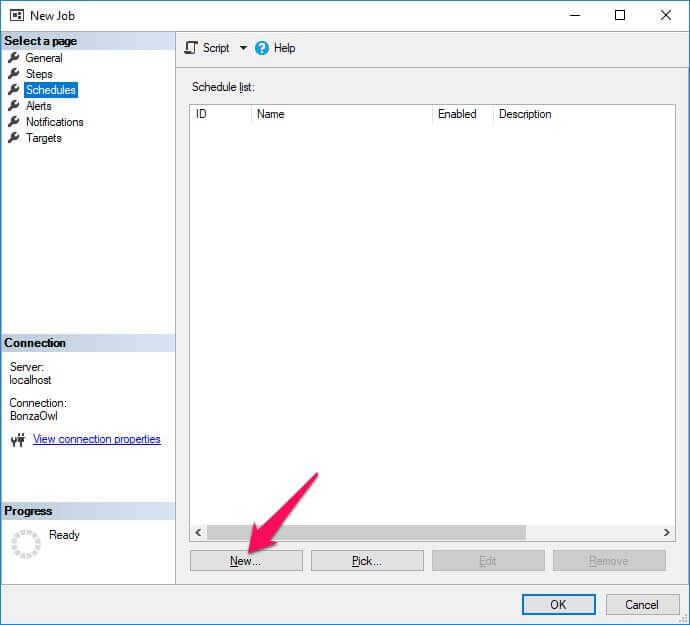 New Job
Select a page
General
Steps
Schedules
Alerts
Notifications
Targets
Script
Help
Schedule list:
ID Name Enabled Description
Connection
Server:
localhost
Connection:
BonzaOwl
View connection properties
Progress
Ready
New... Pick... Edit Remove
OK Cancel